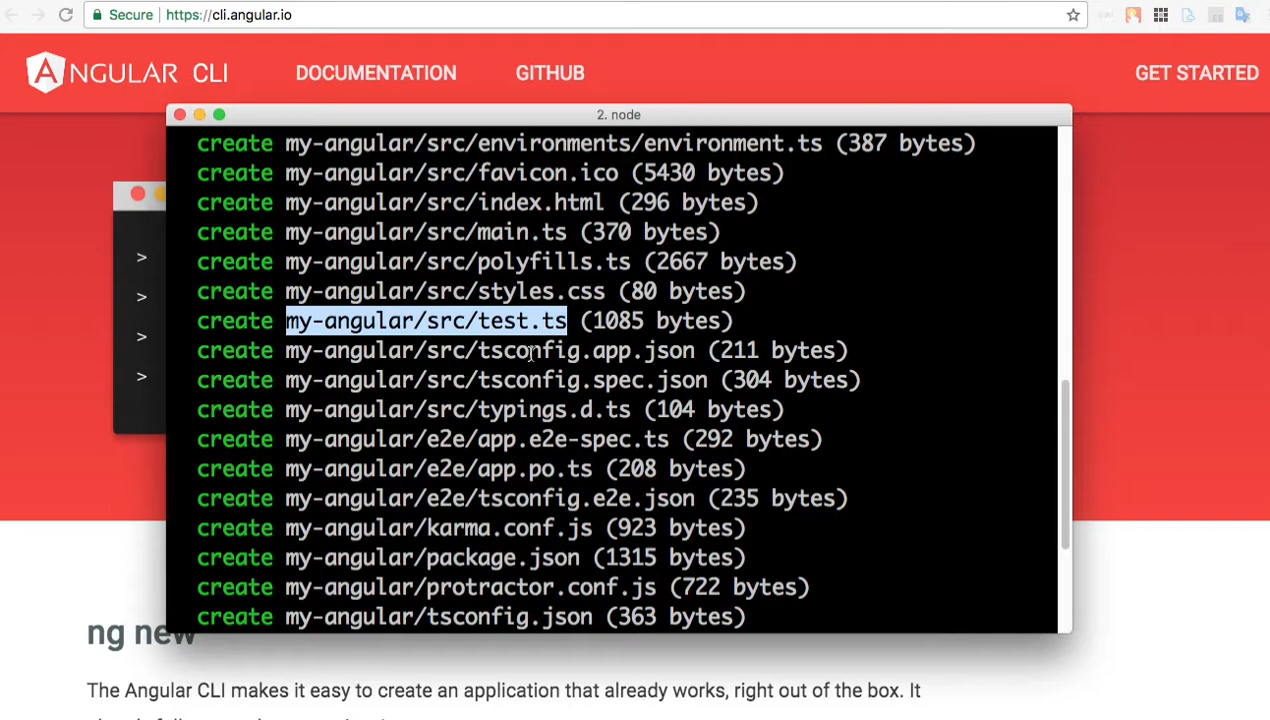 Secure https://cli.angular.io
ANGULAR CLI DOCUMENTATION GITHUB GET STARTED
2. node
create my-angular/src/environments/environment.ts (387 bytes)
create my-angular/src/favicon.ico (5430 bytes)
create my-angular/src/index.html (296 bytes)
create my-angular/src/main.ts (370 bytes)
create my-angular/src/polyfills.ts (2667 bytes)
create my-angular/src/styles.css (80 bytes)
create my-angular/src/test.ts (1085 bytes)
create my-angular/src/tsconfig.app.json (211 bytes)
create my-angular/src/tsconfig.spec.json (304 bytes)
create my-angular/src/typings.d.ts (104 bytes)
create my-angular/e2e/app.e2e-spec.ts (292 bytes)
create my-angular/e2e/app.po.ts (208 bytes)
create my-angular/e2e/tsconfig.e2e.json (235 bytes)
create my-angular/karma.conf.js (923 bytes)
create my-angular/package.json (1315 bytes)
create my-angular/protractor.conf.js (722 bytes)
create my-angular/tsconfig.json (363 bytes)
>
>
>
>
ng new
The Angular CLI makes it easy to create an application that already works, right out of the box. It